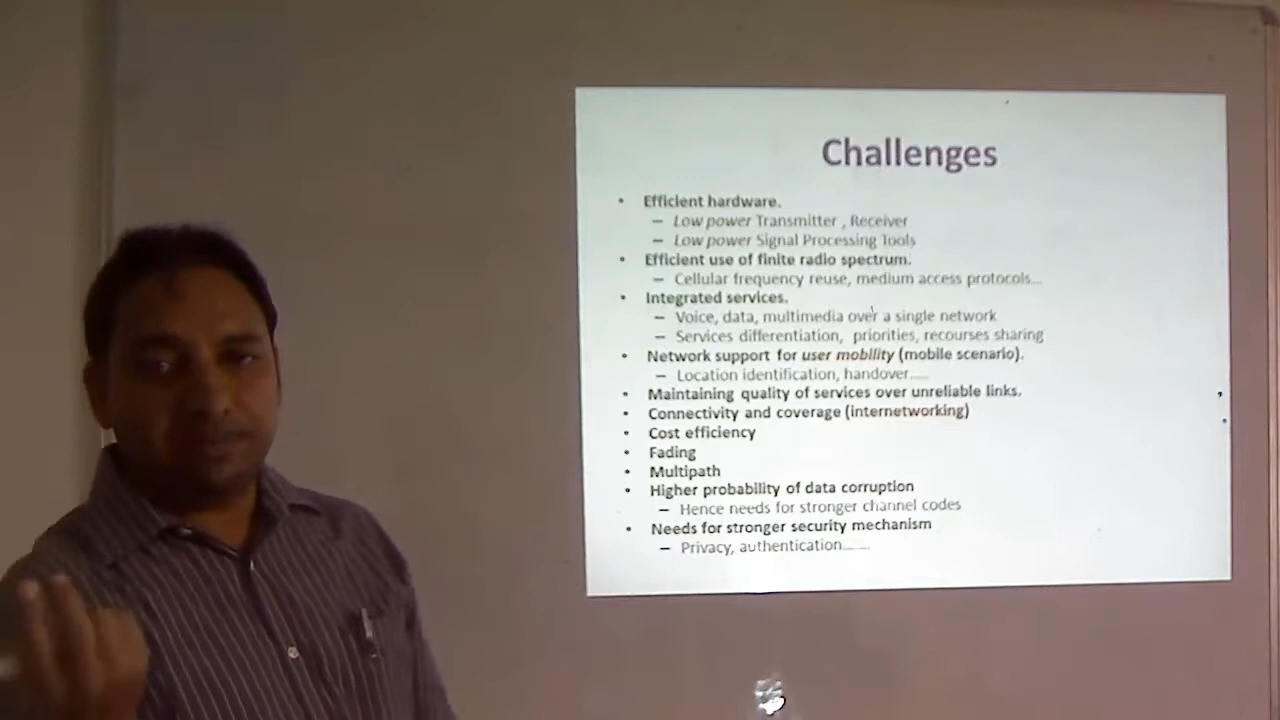 Challenges
• Efficient hardware.
– Low power Transmitter , Receiver
– Low power Signal Processing Tools
• Efficient use of finite radio spectrum.
– Cellular frequency reuse, medium access protocols...
• Integrated services.
– Voice, data, multimedia over a single network
– Services differentiation, priorities, recourses sharing
• Network support for user mobility (mobile scenario).
– Location identification, handover.....
• Maintaining quality of services over unreliable links.
• Connectivity and coverage (internetworking)
• Cost efficiency
• Fading
• Multipath
• Higher probability of data corruption
– Hence needs for stronger channel codes
• Needs for stronger security mechanism
– Privacy, authentication.......